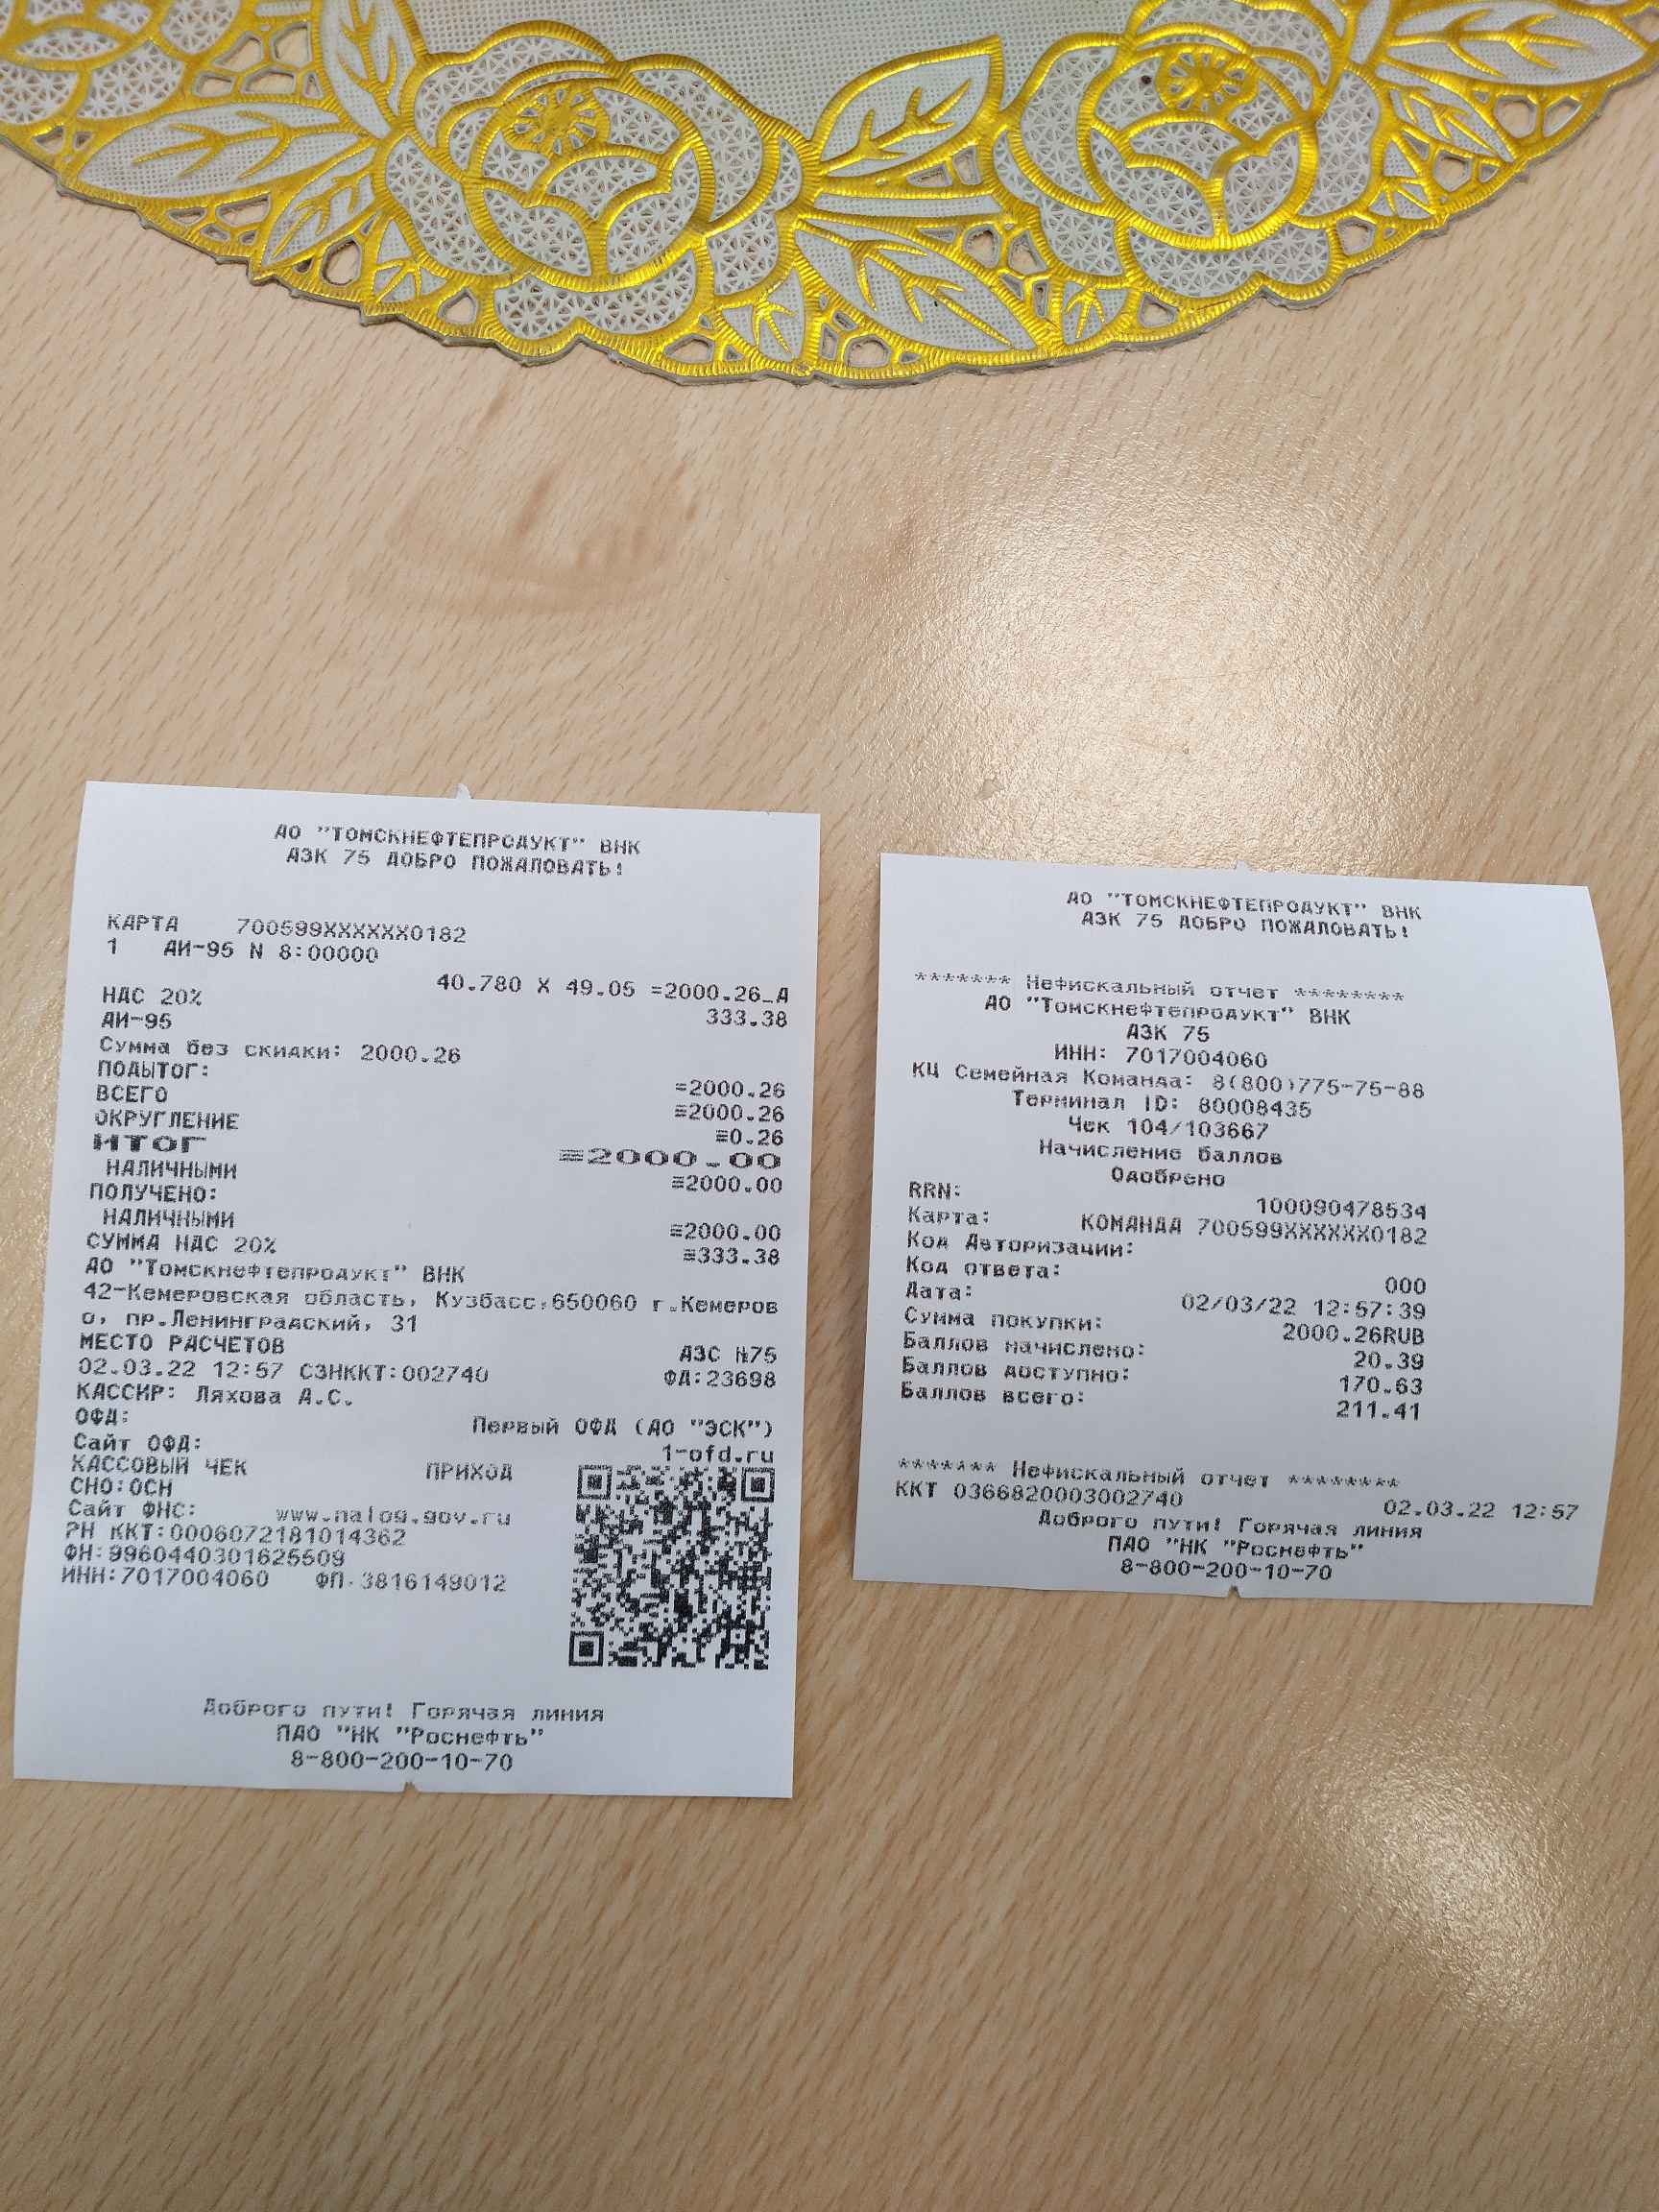 АО "ТОМСКНЕФТЕПРОДУКТ" ВНК
АЗК 75 ДОБРО ПОЖАЛОВАТЬ!
КАРТА 700599XXXXXX0182
1 АИ-95 N 8:00000
40.780 X 49.05 =2000.26_А
НДС 20% 333.38
АИ-95
Сумма без скидки: 2000.26
ПОДЫТОГ: =2000.26
ВСЕГО ≡2000.26
ОКРУГЛЕНИЕ ≡0.26
ИТОГ ≡2000.00
НАЛИЧНЫМИ ≡2000.00
ПОЛУЧЕНО:
НАЛИЧНЫМИ ≡2000.00
СУММА НДС 20% ≡333.38
АО "Томскнефтепродукт" ВНК
42-Кемеровская область, Кузбасс,650060 г.Кемеров
о, пр.Ленинградский, 31
МЕСТО РАСЧЕТОВ АЗС №75
02.03.22 12:57 СЗНККТ:002740 ФД:23698
КАССИР: Ляхова А.С.
ОФД: Первый ОФД (АО "ЭСК")
Сайт ОФД: 1-ofd.ru
КАССОВЫЙ ЧЕК ПРИХОД
СНО:ОСН
Сайт ФНС: www.nalog.gov.ru
РН ККТ:0006072181014362
ФН:9960440301625509
ИНН:7017004060 ФП.3816149012
Доброго пути! Горячая линия
ПАО "НК "Роснефть"
8-800-200-10-70
АО "ТОМСКНЕФТЕПРОДУКТ" ВНК
АЗК 75 ДОБРО ПОЖАЛОВАТЬ!
******* Нефискальный отчет ********
АО "Томскнефтепродукт" ВНК
АЗК 75
ИНН: 7017004060
КЦ Семейная Команда: 8(800)775-75-88
Терминал ID: 80008435
Чек 104/103667
Начисление баллов
Одобрено
RRN: 100090478534
Карта: КОМАНДА 700599XXXXXX0182
Код Авторизации:
Код ответа: 000
Дата: 02/03/22 12:57:39
Сумма покупки: 2000.26RUB
Баллов начислено: 20.39
Баллов доступно: 170.63
Баллов всего: 211.41
******* Нефискальный отчет ********
ККТ 0366820003002740 02.03.22 12:57
Доброго пути! Горячая линия
ПАО "НК "Роснефть"
8-800-200-10-70